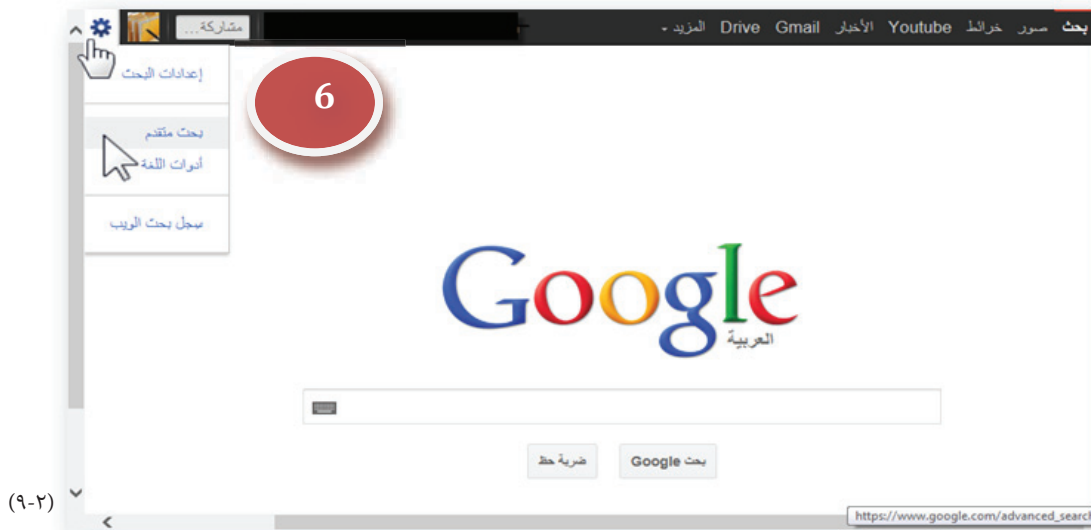 بحث صور خرائط Youtube الأخبار Gmail Drive المزيد
مشاركة...
إعدادات البحث
بحث متقدم
أدوات اللغة
سجل بحث الويب
6
Google
العربية
بحث Google ضربة حظ
https://www.google.com/advanced_search
(٩-٢)